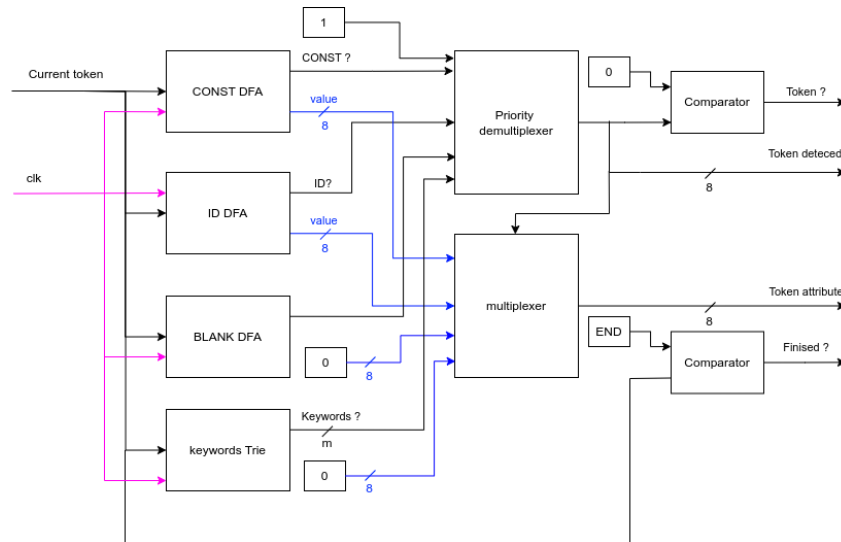 1
CONST ?
Current token
CONST DFA
value
8
Priority
demultiplexer
0
Comparator
Token ?
Token deteced
8
clk
ID DFA
ID?
value
8
multiplexer
Token attribute
8
BLANK DFA
0
8
END
Comparator
Finised ?
keywords Trie
Keywords ?
m
0
8